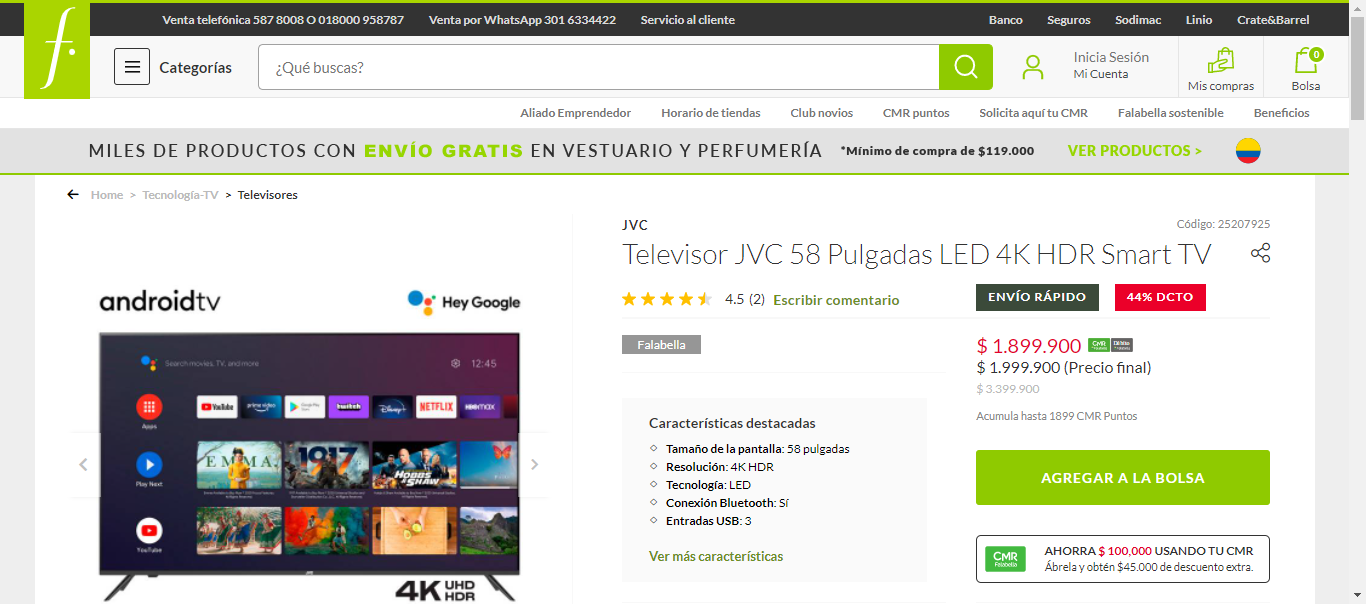 Venta telefónica 587 8008 O 018000 958787 Venta por WhatsApp 301 6334422 Servicio al cliente Banco Seguros Sodimac Linio Crate&Barrel
f.
Categorías
¿Qué buscas?
Inicia Sesión
Mi Cuenta
Mis compras
0
Bolsa
Aliado Emprendedor Horario de tiendas Club novios CMR puntos Solicita aquí tu CMR Falabella sostenible Beneficios
MILES DE PRODUCTOS CON ENVÍO GRATIS EN VESTUARIO Y PERFUMERÍA *Mínimo de compra de $119.000 VER PRODUCTOS >
Home > Tecnología-TV > Televisores
androidtv
Hey Google
Search movies, TV, and more
12:45
Apps
YouTube
prime video
Google Play
twitch
Disney+
NETFLIX
HBOMAX
Play Next
EMMA.
1917
HOBBS & SHAW
YouTube
JVC
4K UHD HDR
JVC
Código: 25207925
Televisor JVC 58 Pulgadas LED 4K HDR Smart TV
4.5 (2) Escribir comentario
ENVÍO RÁPIDO
44% DCTO
Falabella
$ 1.899.900 CMR
$ 1.999.900 (Precio final)
$ 3.399.900
Acumula hasta 1899 CMR Puntos
Características destacadas
Tamaño de la pantalla: 58 pulgadas
Resolución: 4K HDR
Tecnología: LED
Conexión Bluetooth: Sí
Entradas USB: 3
Ver más características
AGREGAR A LA BOLSA
CMR
Falabella
AHORRA $ 100,000 USANDO TU CMR
Ábrela y obtén $45.000 de descuento extra.